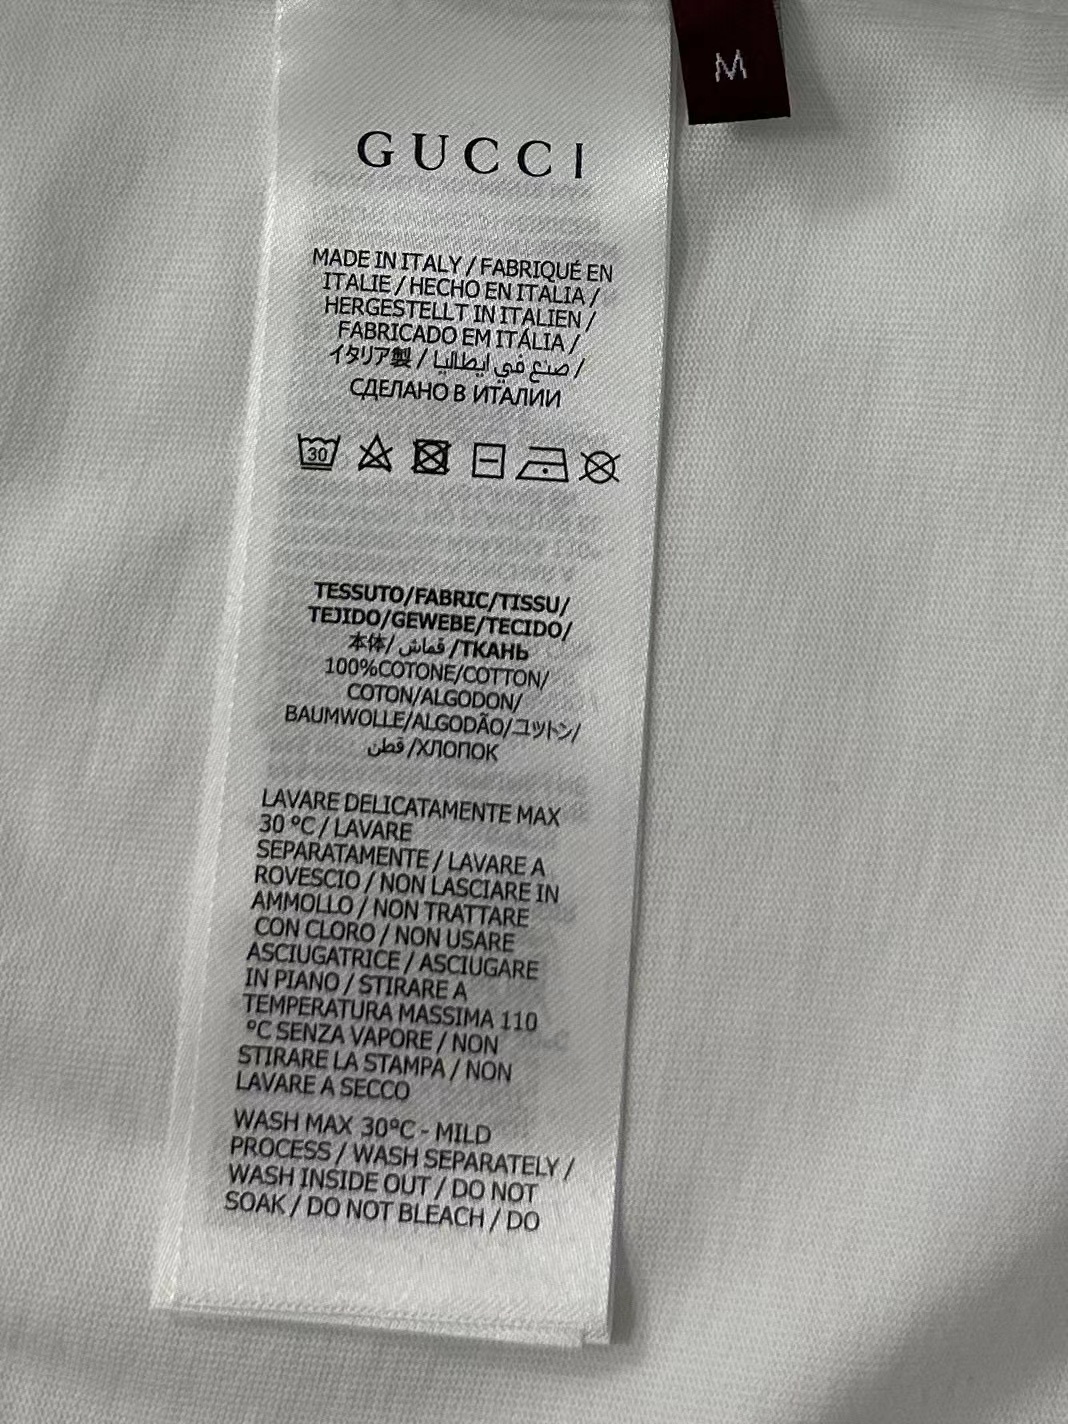 M
GUCCI
MADE IN ITALY / FABRIQUÉ EN
ITALIE / HECHO EN ITALIA /
HERGESTELLT IN ITALIEN /
FABRICADO EM ITÁLIA /
イタリア製 / صنع في ايطاليا /
СДЕЛАНО В ИТАЛИИ
30
TESSUTO/FABRIC/TISSU/
TEJIDO/GEWEBE/TECIDO/
本体/ قماش /ТКАНЬ
100%COTONE/COTTON/
COTON/ALGODON/
BAUMWOLLE/ALGODÃO/コットン/
قطن /ХЛОПОК
LAVARE DELICATAMENTE MAX
30 °C / LAVARE
SEPARATAMENTE / LAVARE A
ROVESCIO / NON LASCIARE IN
AMMOLLO / NON TRATTARE
CON CLORO / NON USARE
ASCIUGATRICE / ASCIUGARE
IN PIANO / STIRARE A
TEMPERATURA MASSIMA 110
°C SENZA VAPORE / NON
STIRARE LA STAMPA / NON
LAVARE A SECCO
WASH MAX 30°C - MILD
PROCESS / WASH SEPARATELY /
WASH INSIDE OUT / DO NOT
SOAK / DO NOT BLEACH / DO